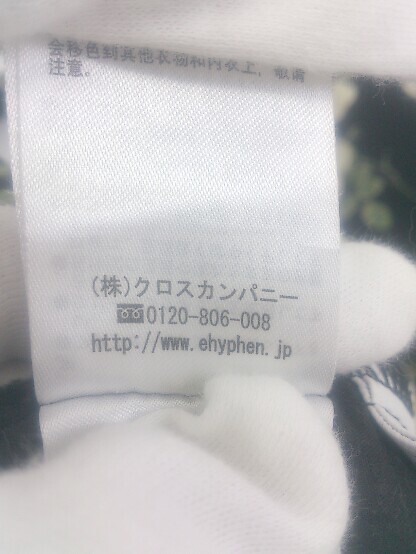 会移色到其他衣物和内衣上，敬请
注意。
(株)クロスカンパニー
0120-806-008
http://www.ehyphen.jp